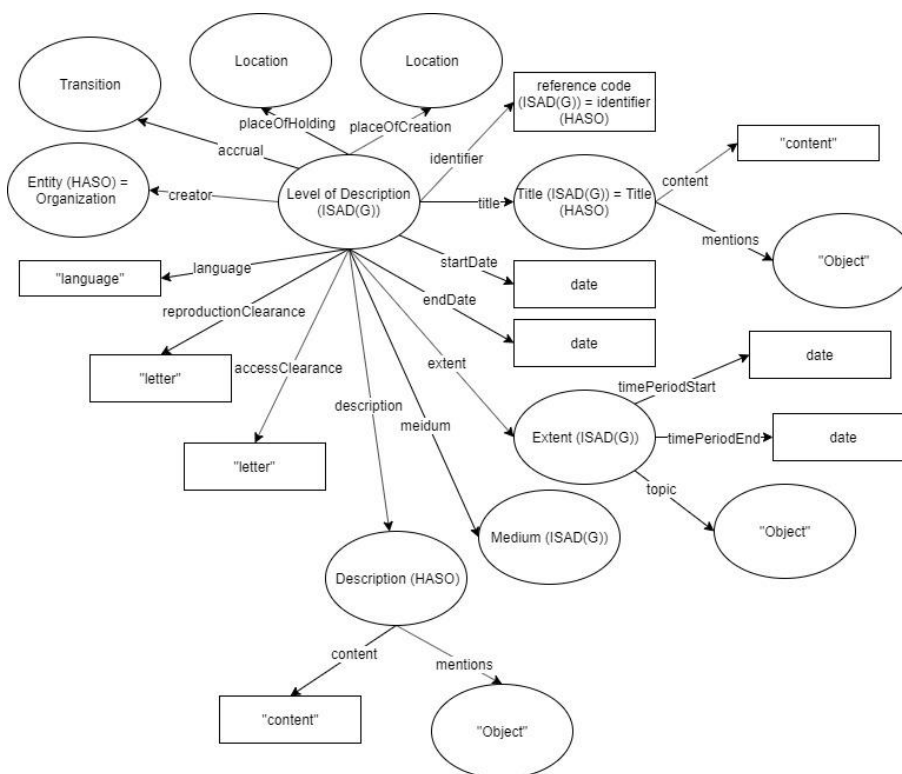 Transition
Location
Location
reference code
(ISAD(G)) = identifier
(HASO)
placeOfHolding
placeOfCreation
accrual
identifier
"content"
Entity (HASO) =
Organization
creator
Level of Description
(ISAD(G))
title
Title (ISAD(G)) = Title
(HASO)
content
mentions
"Object"
"language"
language
startDate
date
reproductionClearance
endDate
date
"letter"
accessClearance
extent
timePeriodStart
date
description
meidum
"letter"
Extent (ISAD(G))
timePeriodEnd
date
topic
"Object"
Medium (ISAD(G))
Description (HASO)
content
mentions
"content"
"Object"